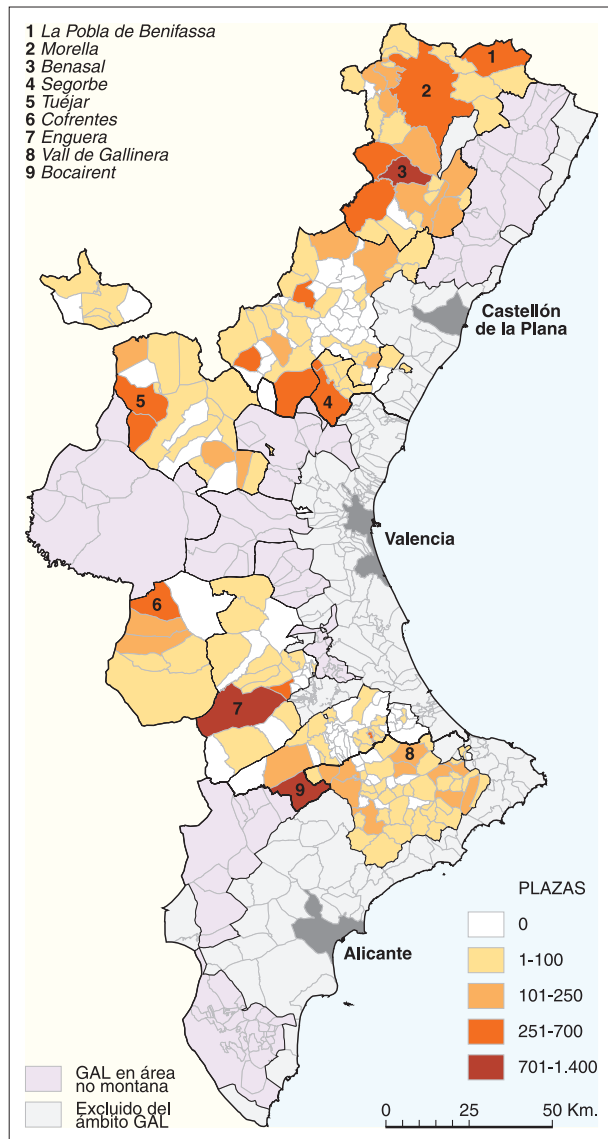 1 La Pobla de Benifassa
2 Morella
3 Benasal
4 Segorbe
5 Tuéjar
6 Cofrentes
7 Enguera
8 Vall de Gallinera
9 Bocairent
1
2
3
Castellón
de la Plana
4
5
Valencia
6
7
8
9
Alicante
PLAZAS
0
1-100
101-250
251-700
701-1.400
GAL en área
no montana
Excluido del
ámbito GAL
0 25 50 Km.